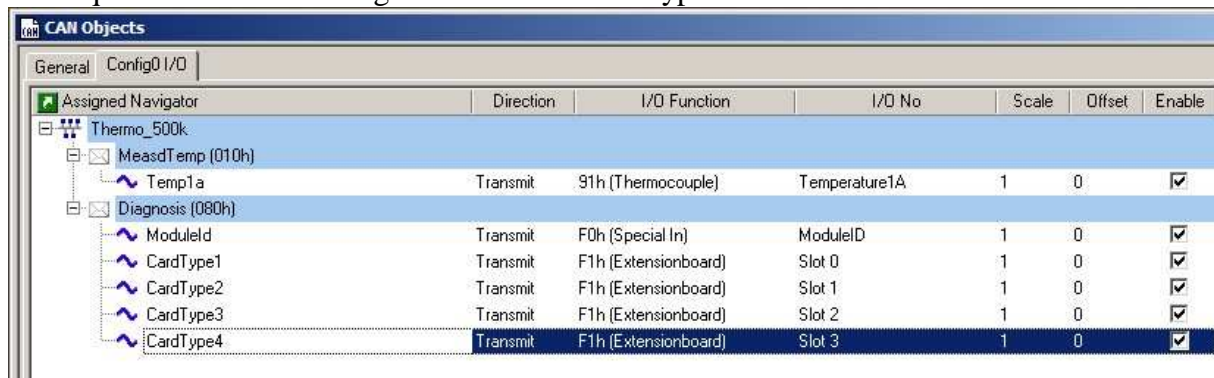 CAN Objects
General Config0 I/O
Assigned Navigator Direction I/O Function I/O No Scale Offset Enable
Thermo_500k
MeasdTemp (010h)
Temp1a Transmit 91h (Thermocouple) Temperature1A 1 0
Diagnosis (080h)
ModuleId Transmit F0h (Special In) ModuleID 1 0
CardType1 Transmit F1h (Extensionboard) Slot 0 1 0
CardType2 Transmit F1h (Extensionboard) Slot 1 1 0
CardType3 Transmit F1h (Extensionboard) Slot 2 1 0
CardType4 Transmit F1h (Extensionboard) Slot 3 1 0